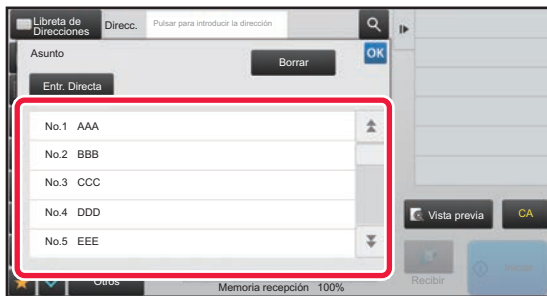 Libreta de Direcciones Direcc. Pulsar para introducir la dirección
Asunto
Borrar
OK
Entr. Directa
No.1 AAA
No.2 BBB
No.3 CCC
No.4 DDD
No.5 EEE
Vista previa
CA
Otros
Memoria recepción 100%
Recibir
Iniciar